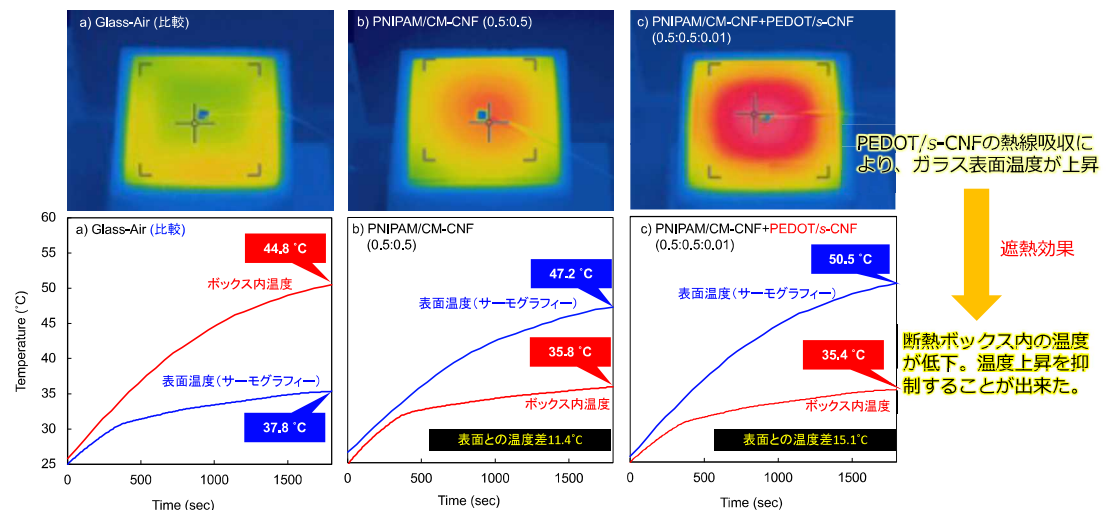 a) Glass-Air (比較)
b) PNIPAM/CM-CNF (0.5:0.5)
c) PNIPAM/CM-CNF+PEDOT/s-CNF
(0.5:0.5:0.01)
PEDOT/s-CNFの熱線吸収に
より、ガラス表面温度が上昇
遮熱効果
断熱ボックス内の温度
が低下。温度上昇を抑
制することが出来た。
Temperature (˚C)
60
55
50
45
40
35
30
25
a) Glass-Air (比較)
44.8 ˚C
ボックス内温度
表面温度(サーモグラフィー)
37.8 ˚C
0
500
1000
1500
Time (sec)
b) PNIPAM/CM-CNF
(0.5:0.5)
47.2 ˚C
表面温度(サーモグラフィー)
35.8 ˚C
ボックス内温度
表面との温度差11.4˚C
0
500
1000
1500
Time (sec)
c) PNIPAM/CM-CNF+PEDOT/s-CNF
(0.5:0.5:0.01)
50.5 ˚C
表面温度(サーモグラフィー)
35.4 ˚C
ボックス内温度
表面との温度差15.1˚C
0
500
1000
1500
Time (sec)